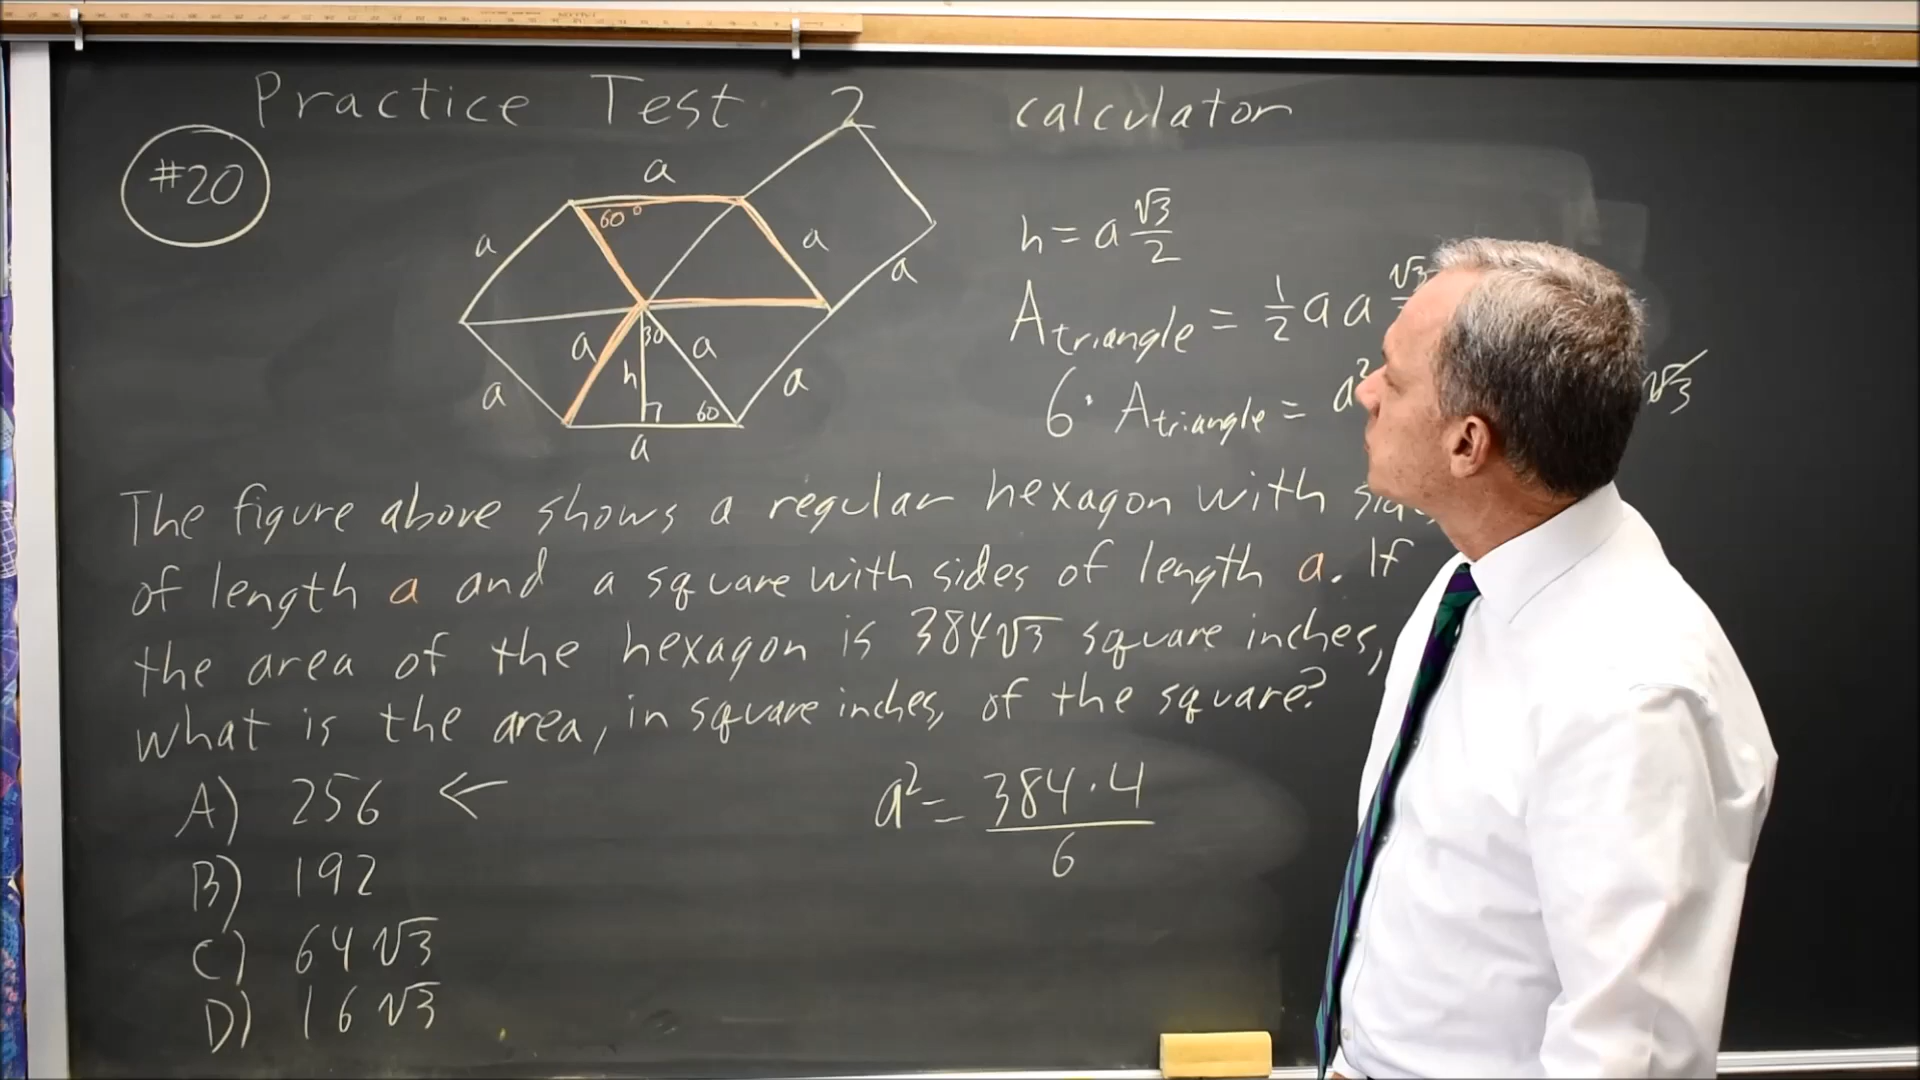 Practice Test 2 calculator
#20
a
60°
a
a
a
h = a √3/2
A triangle = 1/2 a a √3
6 · A triangle = a² √3
30
a
a
h
60
a
a
a
The figure above shows a regular hexagon with
of length a and a square with sides of length a. If
the area of the hexagon is 384√3 square inches,
what is the area, in square inches, of the square?
A) 256 ←
B) 192
C) 64√3
D) 16√3
a² = 384·4/6